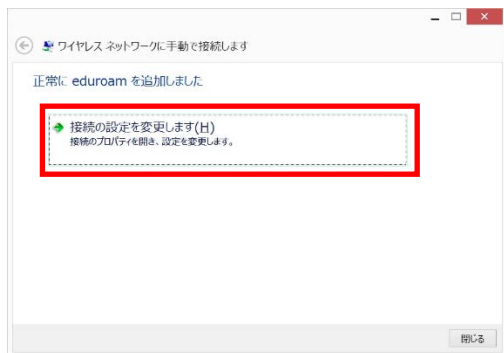 ワイヤレス ネットワークに手動で接続します
正常に eduroam を追加しました
接続の設定を変更します(H)
接続のプロパティを開き、設定を変更します。
閉じる